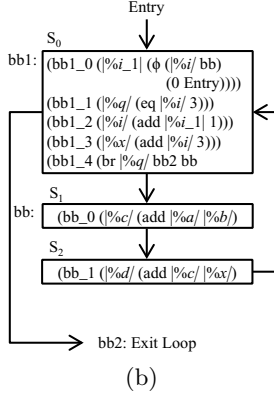 Entry
S0
bb1:
(bb1_0 (|%i_1| (ϕ (|%i/ bb)
(0 Entry))))
(bb1_1 (|%q/ (eq |%i/ 3)))
(bb1_2 (|%i/ (add |%i_1| 1)))
(bb1_3 (|%x/ (add |%i/ 3)))
(bb1_4 (br |%q/ bb2 bb
S1
bb:
(bb_0 (|%c/ (add |%a/ |%b/)
S2
(bb_1 (|%d/ (add |%c/ |%x/)
bb2: Exit Loop
(b)